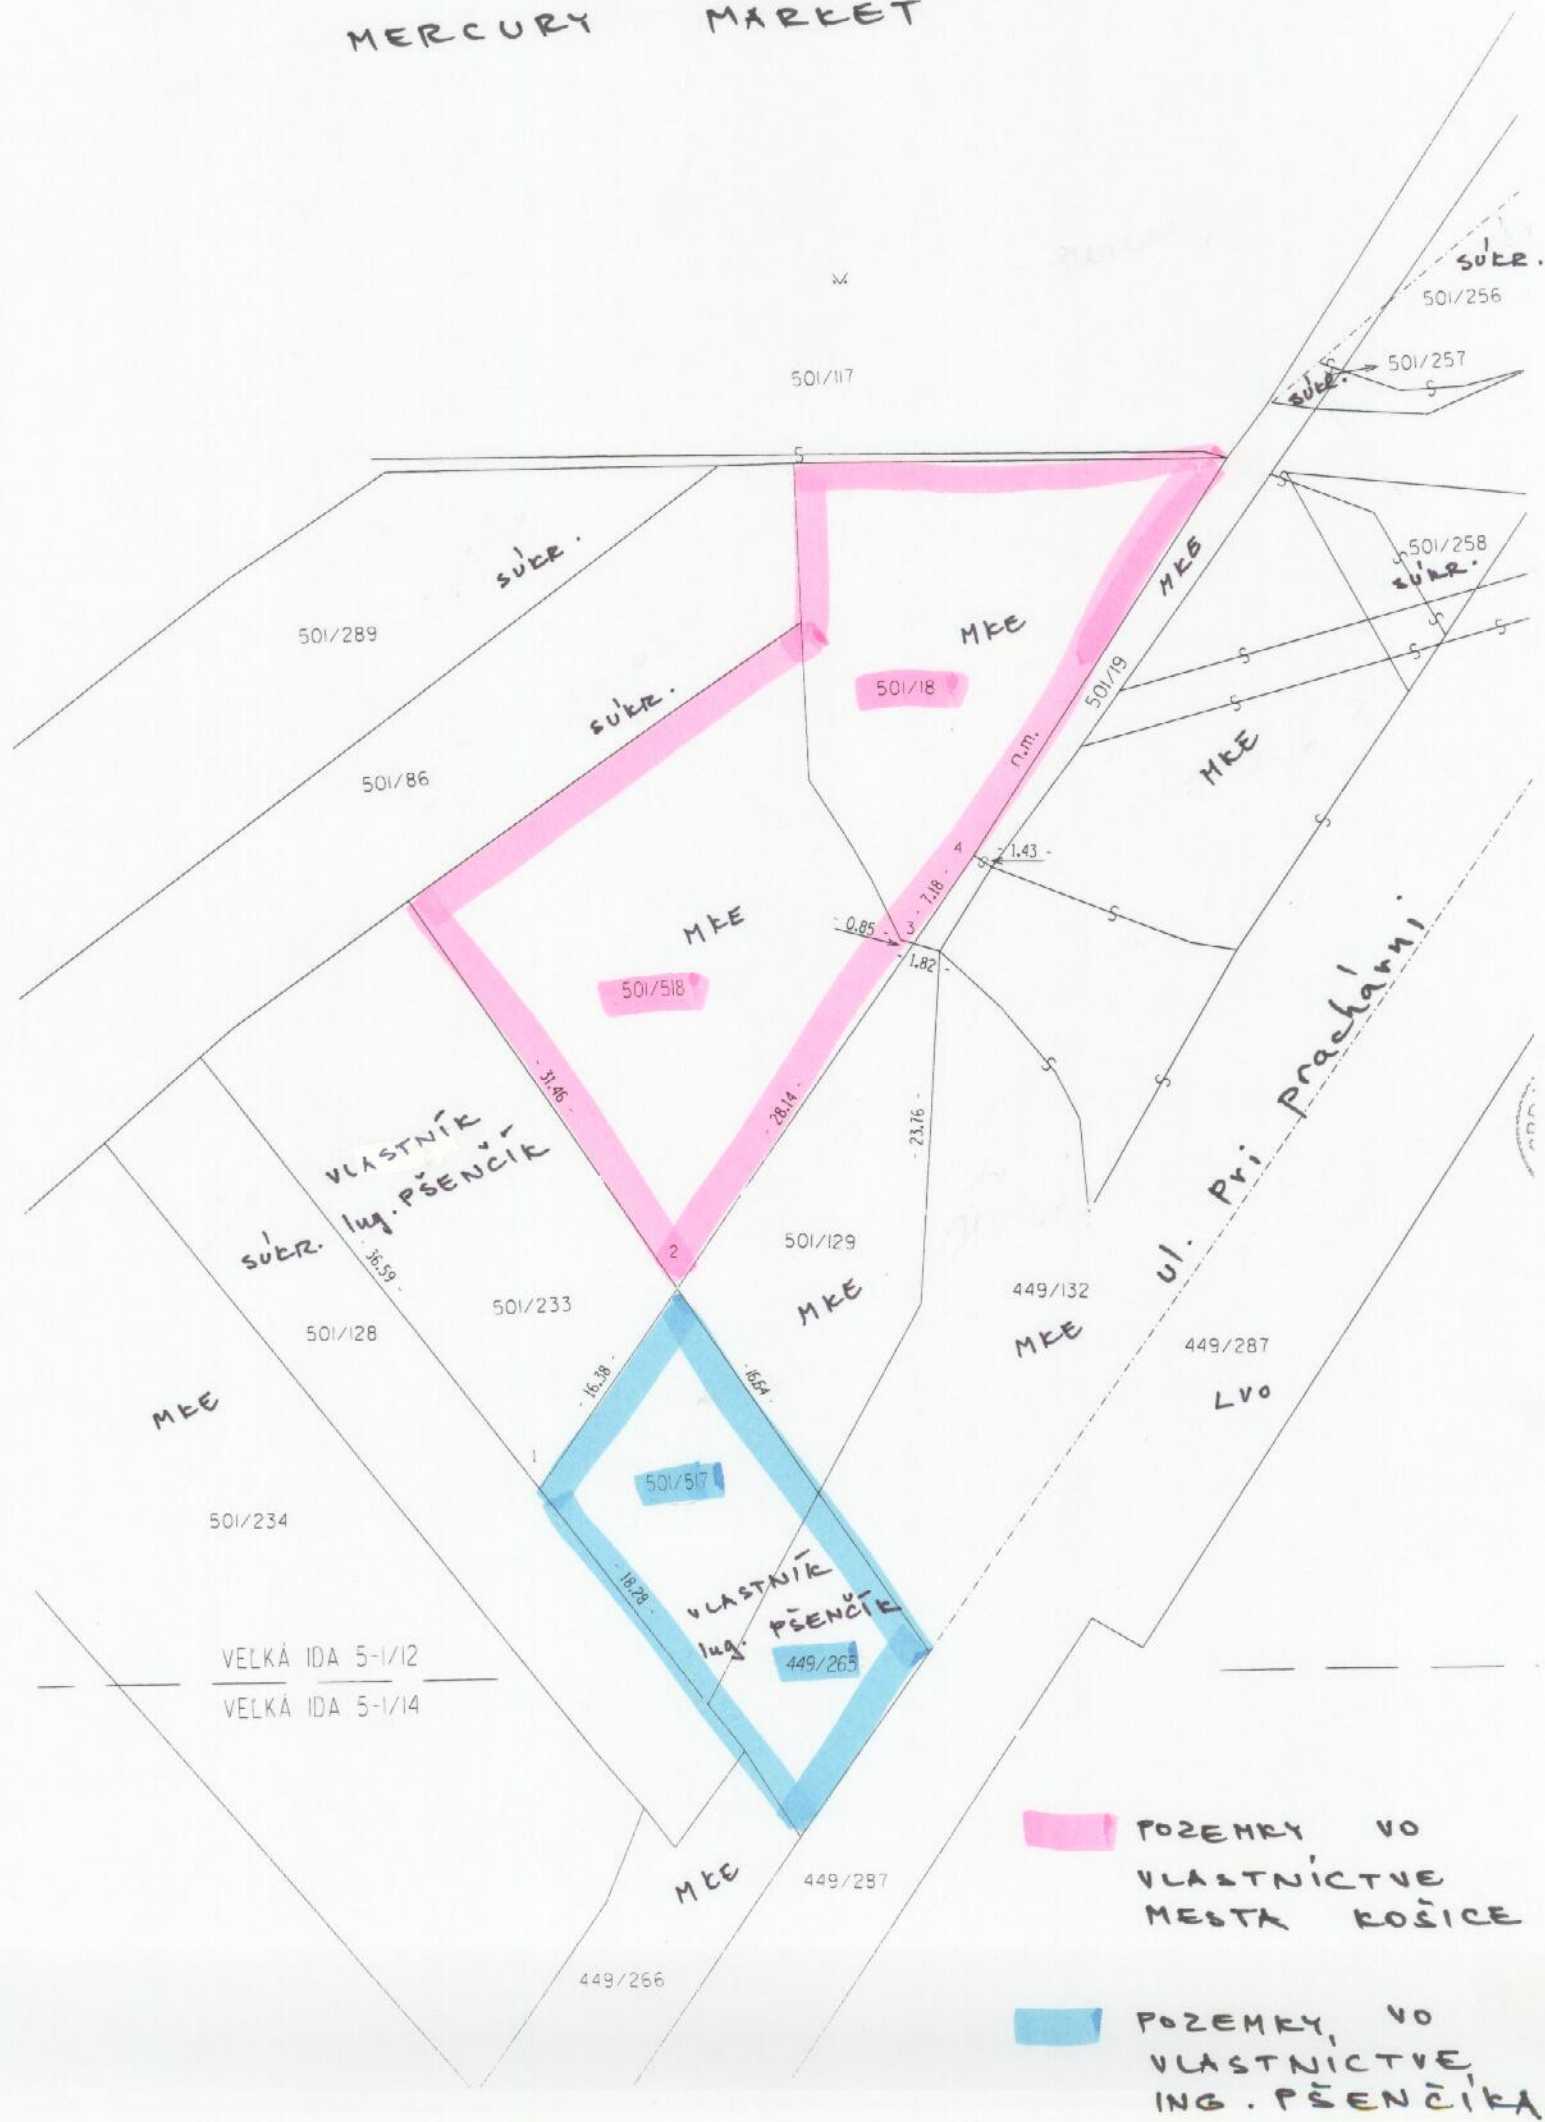 MERCURY MARKET
SÚKR.
501/256
501/257
SÚKR.
501/117
S
S
S
S
SÚKR.
501/289
MKE
501/258
SÚKR.
S
S
S
S
S
S
MKE
501/18
501/19
SÚKR.
501/86
n.m.
MKE
S
4
S
- 1.43 -
- 7.18 -
MKE
- 0.85 -
3
- 1.82 -
S
501/518
- 31.46 -
- 28.14 -
- 23.76 -
S
S
ul. Pri prachárni
VLASTNÍK
Ing. PŠENČÍK
SÚKR.
- 36.59 -
2
501/129
MKE
501/233
501/128
449/132
MKE
449/287
LVO
- 16.38 -
- 16.64 -
MKE
1
501/517
501/234
- 18.28 -
VLASTNÍK
Ing. PŠENČÍK
449/265
VEĽKÁ IDA 5-1/12
VEĽKÁ IDA 5-1/14
MKE
449/287
449/266
POZEMKY VO
VLASTNÍCTVE
MESTA KOŠICE
POZEMKY VO
VLASTNÍCTVE
ING. PŠENČÍKA